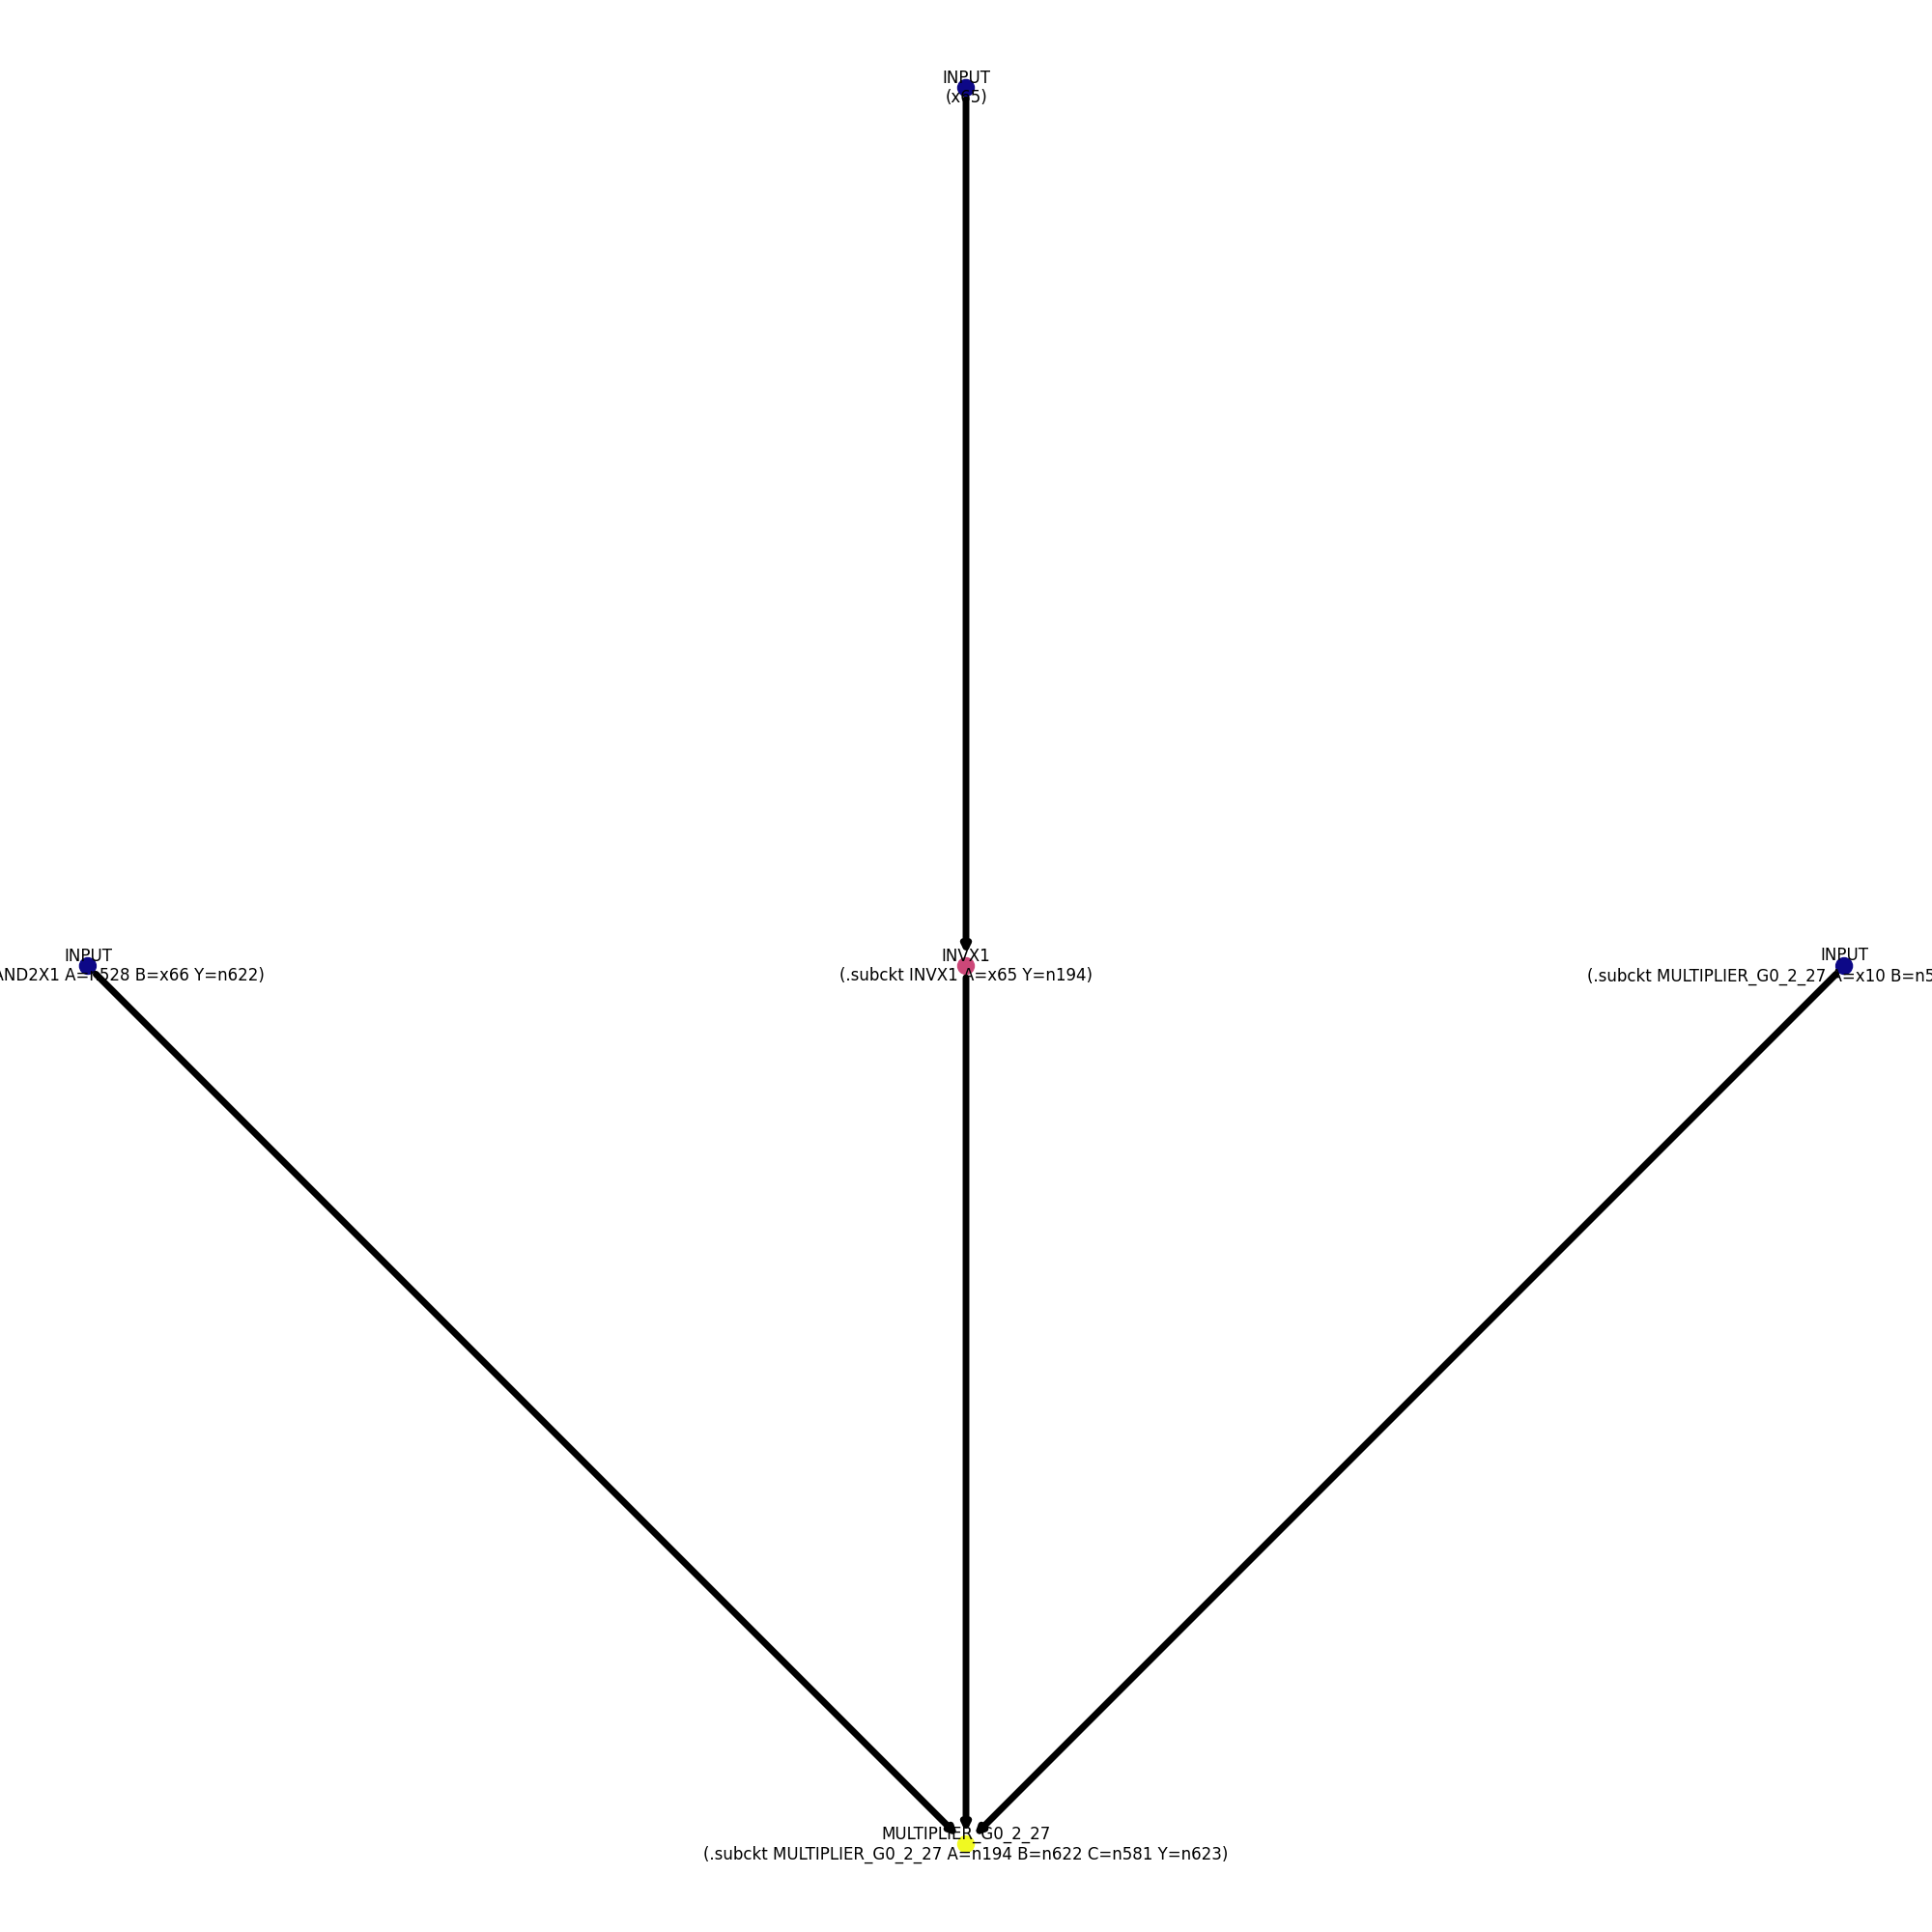 INPUT
(x65)
INPUT
AND2X1 A=n528 B=x66 Y=n622)
INVX1
(.subckt INVX1 A=x65 Y=n194)
INPUT
(.subckt MULTIPLIER_G0_2_27 A=x10 B=n5
MULTIPLIER_G0_2_27
(.subckt MULTIPLIER_G0_2_27 A=n194 B=n622 C=n581 Y=n623)